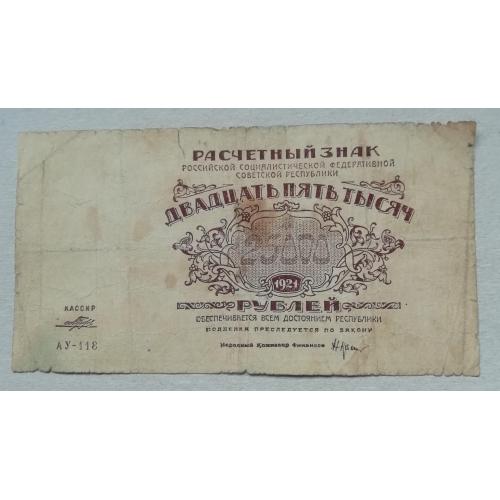 РАСЧЕТНЫЙ ЗНАК
РОССИЙСКОЙ СОЦИАЛИСТИЧЕСКОЙ ФЕДЕРАТИВНОЙ
СОВЕТСКОЙ РЕСПУБЛИКИ
ДВАДЦАТЬ ПЯТЬ ТЫСЯЧ
25000
1921
РУБЛЕЙ
ОБЕСПЕЧИВАЕТСЯ ВСЕМ ДОСТОЯНИЕМ РЕСПУБЛИКИ
ПОДДЕЛКА ПРЕСЛЕДУЕТСЯ ПО ЗАКОНУ
Народный Комиссар Финансов
КАССИР
АУ-118